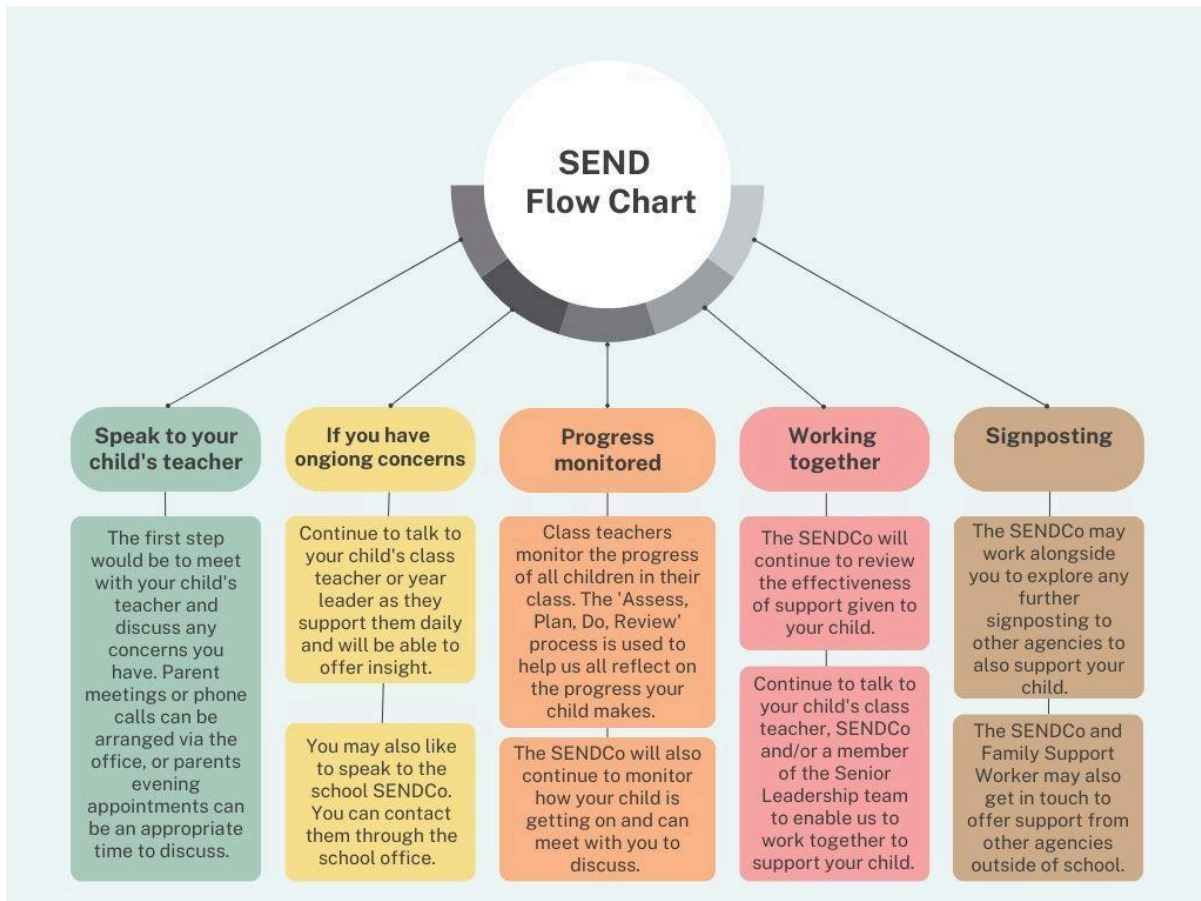 SEND
Flow Chart
Speak to your
child's teacher
The first step
would be to meet
with your child's
teacher and
discuss any
concerns you
have. Parent
meetings or phone
calls can be
arranged via the
office, or parents
evening
appointments can
be an appropriate
time to discuss.
If you have
ongiong concerns
Continue to talk to
your child's class
teacher or year
leader as they
support them daily
and will be able to
offer insight.
You may also like
to speak to the
school SENDCo.
You can contact
them through the
school office.
Progress
monitored
Class teachers
monitor the progress
of all children in their
class. The 'Assess,
Plan, Do, Review'
process is used to
help us all reflect on
the progress your
child makes.
The SENDCo will also
continue to monitor
how your child is
getting on and can
meet with you to
discuss.
Working
together
The SENDCo will
continue to review
the effectiveness
of support given to
your child.
Continue to talk to
your child's class
teacher, SENDCo
and/or a member
of the Senior
Leadership team
to enable us to
work together to
support your child.
Signposting
The SENDCo may
work alongside
you to explore any
further
signposting to
other agencies to
also support your
child.
The SENDCo and
Family Support
Worker may also
get in touch to
offer support from
other agencies
outside of school.